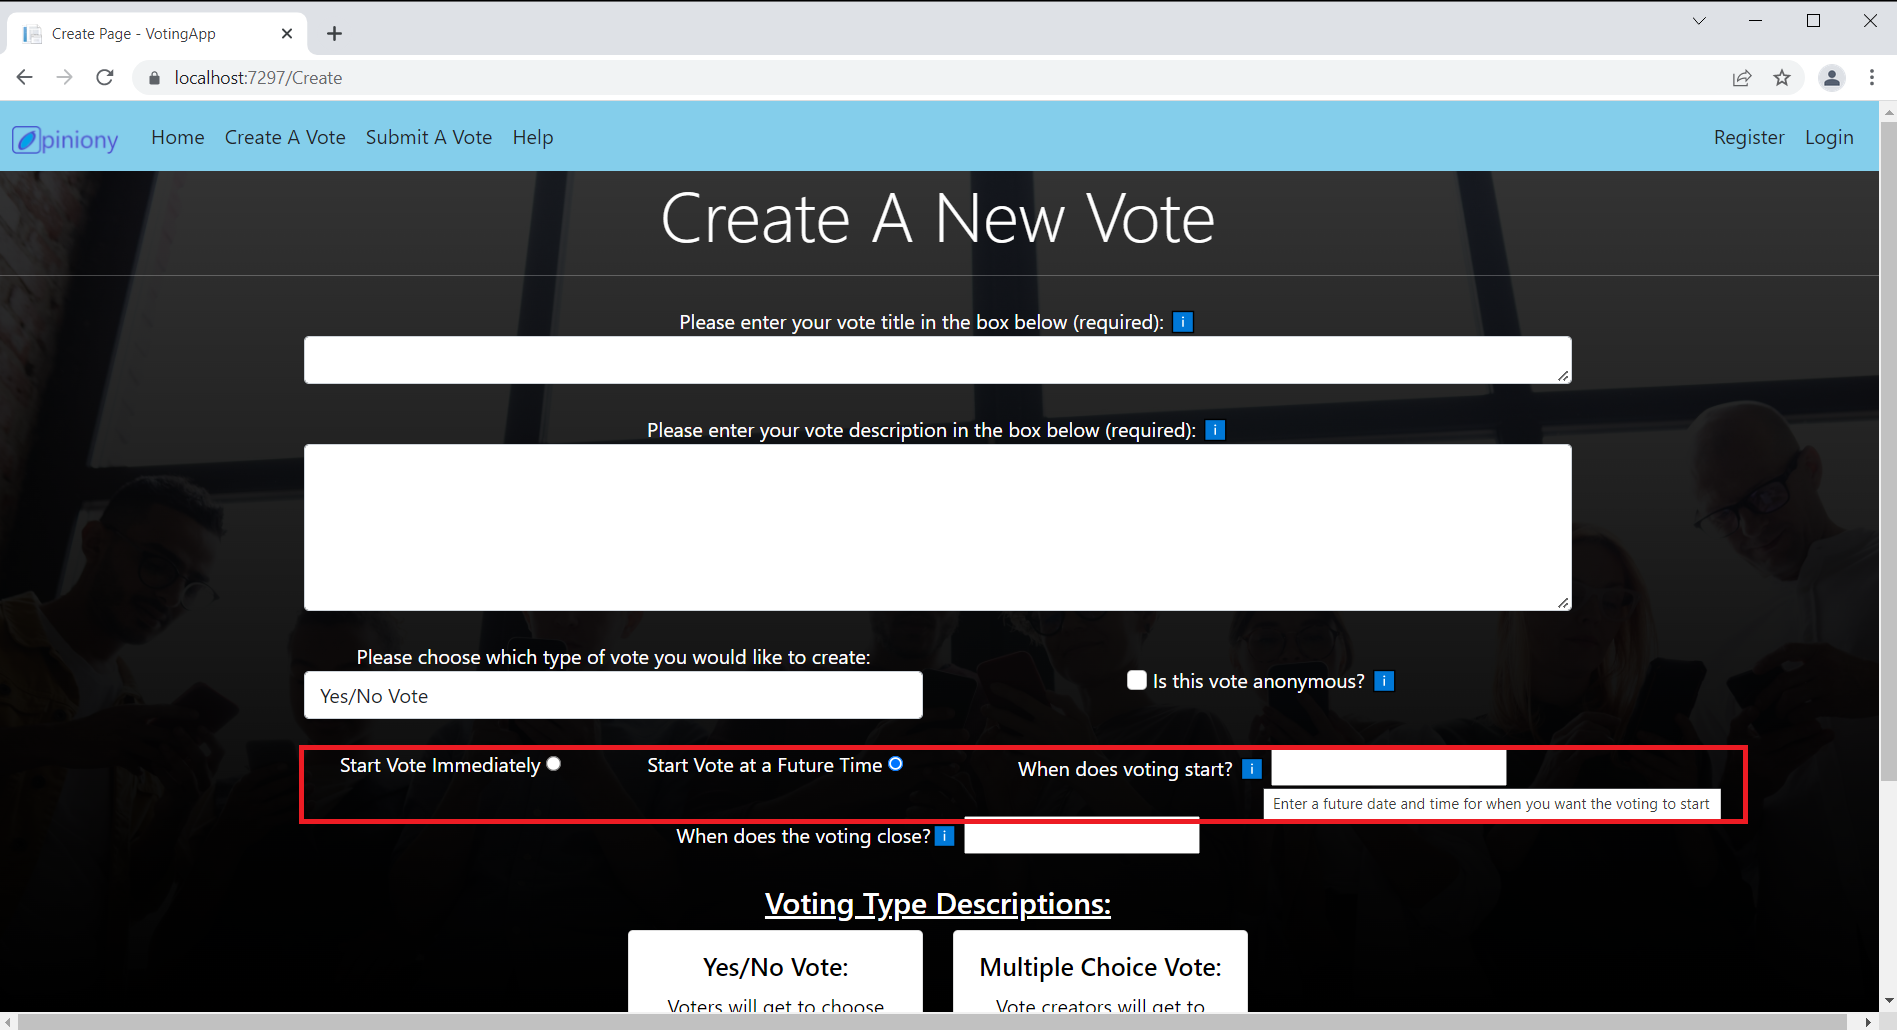 Create Page - VotingApp
localhost:7297/Create
Opiniony Home Create A Vote Submit A Vote Help Register Login
Create A New Vote
Please enter your vote title in the box below (required): i
Please enter your vote description in the box below (required): i
Please choose which type of vote you would like to create:
Yes/No Vote
Is this vote anonymous? i
Start Vote Immediately Start Vote at a Future Time When does voting start? i
Enter a future date and time for when you want the voting to start
When does the voting close? i
Voting Type Descriptions:
Yes/No Vote:
Voters will get to choose
Multiple Choice Vote:
Vote creators will get to